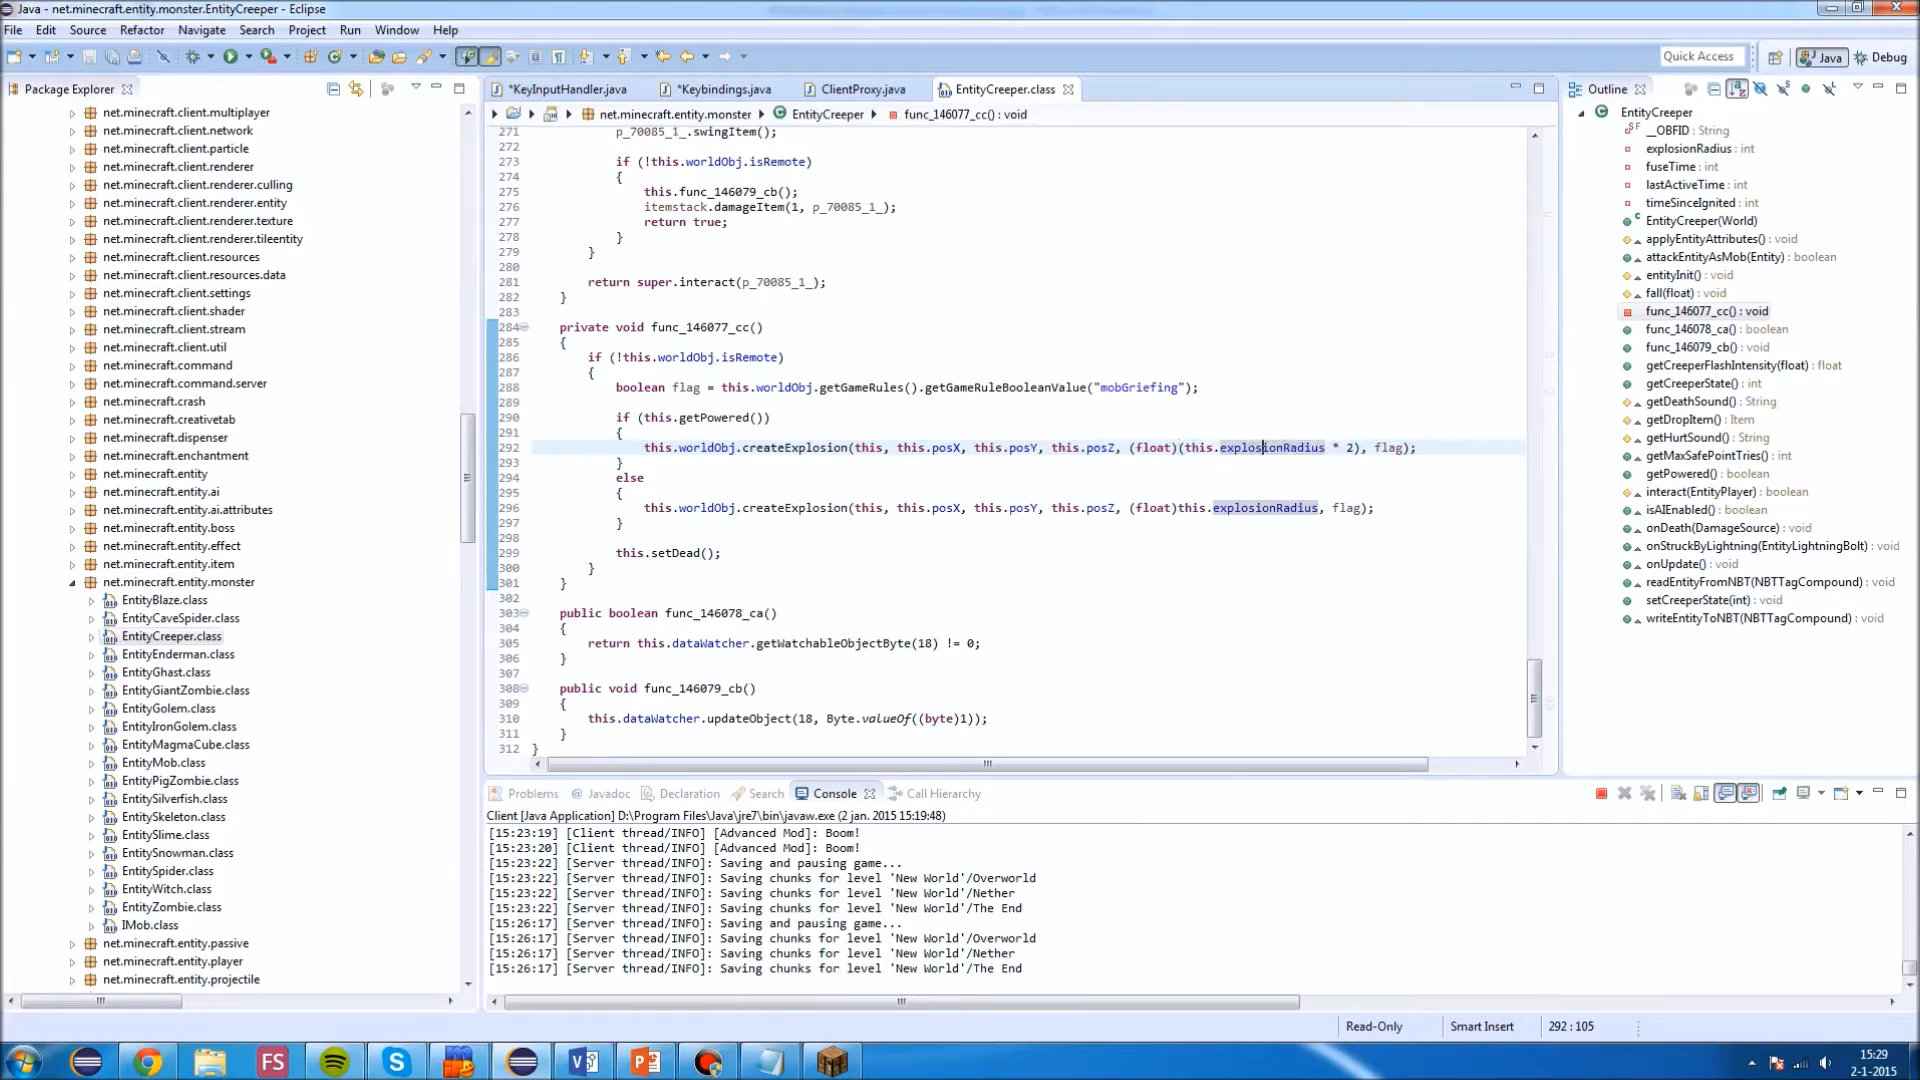 Java - net.minecraft.entity.monster.EntityCreeper - Eclipse
File Edit Source Refactor Navigate Search Project Run Window Help
Quick Access
Java
Debug
Package Explorer
net.minecraft.client.multiplayer
net.minecraft.client.network
net.minecraft.client.particle
net.minecraft.client.renderer
net.minecraft.client.renderer.culling
net.minecraft.client.renderer.entity
net.minecraft.client.renderer.texture
net.minecraft.client.renderer.tileentity
net.minecraft.client.resources
net.minecraft.client.resources.data
net.minecraft.client.settings
net.minecraft.client.shader
net.minecraft.client.stream
net.minecraft.client.util
net.minecraft.command
net.minecraft.command.server
net.minecraft.crash
net.minecraft.creativetab
net.minecraft.dispenser
net.minecraft.enchantment
net.minecraft.entity
net.minecraft.entity.ai
net.minecraft.entity.ai.attributes
net.minecraft.entity.boss
net.minecraft.entity.effect
net.minecraft.entity.item
net.minecraft.entity.monster
EntityBlaze.class
EntityCaveSpider.class
EntityCreeper.class
EntityEnderman.class
EntityGhast.class
EntityGiantZombie.class
EntityGolem.class
EntityIronGolem.class
EntityMagmaCube.class
EntityMob.class
EntityPigZombie.class
EntitySilverfish.class
EntitySkeleton.class
EntitySlime.class
EntitySnowman.class
EntitySpider.class
EntityWitch.class
EntityZombie.class
IMob.class
net.minecraft.entity.passive
net.minecraft.entity.player
net.minecraft.entity.projectile
*KeyInputHandler.java
*Keybindings.java
ClientProxy.java
EntityCreeper.class
net.minecraft.entity.monster
EntityCreeper
func_146077_cc() : void
271 p_70085_1_.swingItem();
272
273 if (!this.worldObj.isRemote)
274 {
275 this.func_146079_cb();
276 itemstack.damageItem(1, p_70085_1_);
277 return true;
278 }
279 }
280
281 return super.interact(p_70085_1_);
282 }
283
284 private void func_146077_cc()
285 {
286 if (!this.worldObj.isRemote)
287 {
288 boolean flag = this.worldObj.getGameRules().getGameRuleBooleanValue("mobGriefing");
289
290 if (this.getPowered())
291 {
292 this.worldObj.createExplosion(this, this.posX, this.posY, this.posZ, (float)(this.explosionRadius * 2), flag);
293 }
294 else
295 {
296 this.worldObj.createExplosion(this, this.posX, this.posY, this.posZ, (float)this.explosionRadius, flag);
297 }
298
299 this.setDead();
300 }
301 }
302
303 public boolean func_146078_ca()
304 {
305 return this.dataWatcher.getWatchableObjectByte(18) != 0;
306 }
307
308 public void func_146079_cb()
309 {
310 this.dataWatcher.updateObject(18, Byte.valueOf((byte)1));
311 }
312 }
Outline
EntityCreeper
__OBFID : String
explosionRadius : int
fuseTime : int
lastActiveTime : int
timeSinceIgnited : int
EntityCreeper(World)
applyEntityAttributes() : void
attackEntityAsMob(Entity) : boolean
entityInit() : void
fall(float) : void
func_146077_cc() : void
func_146078_ca() : boolean
func_146079_cb() : void
getCreeperFlashIntensity(float) : float
getCreeperState() : int
getDeathSound() : String
getDropItem() : Item
getHurtSound() : String
getMaxSafePointTries() : int
getPowered() : boolean
interact(EntityPlayer) : boolean
isAIEnabled() : boolean
onDeath(DamageSource) : void
onStruckByLightning(EntityLightningBolt) : void
onUpdate() : void
readEntityFromNBT(NBTTagCompound) : void
setCreeperState(int) : void
writeEntityToNBT(NBTTagCompound) : void
Problems @ Javadoc Declaration Search Console Call Hierarchy
Client [Java Application] D:\Program Files\Java\jre7\bin\javaw.exe (2 jan. 2015 15:19:48)
[15:23:19] [Client thread/INFO] [Advanced Mod]: Boom!
[15:23:20] [Client thread/INFO] [Advanced Mod]: Boom!
[15:23:22] [Server thread/INFO]: Saving and pausing game...
[15:23:22] [Server thread/INFO]: Saving chunks for level 'New World'/Overworld
[15:23:22] [Server thread/INFO]: Saving chunks for level 'New World'/Nether
[15:23:22] [Server thread/INFO]: Saving chunks for level 'New World'/The End
[15:26:17] [Server thread/INFO]: Saving and pausing game...
[15:26:17] [Server thread/INFO]: Saving chunks for level 'New World'/Overworld
[15:26:17] [Server thread/INFO]: Saving chunks for level 'New World'/Nether
[15:26:17] [Server thread/INFO]: Saving chunks for level 'New World'/The End
Read-Only
Smart Insert
292 : 105
FS
15:29
2-1-2015